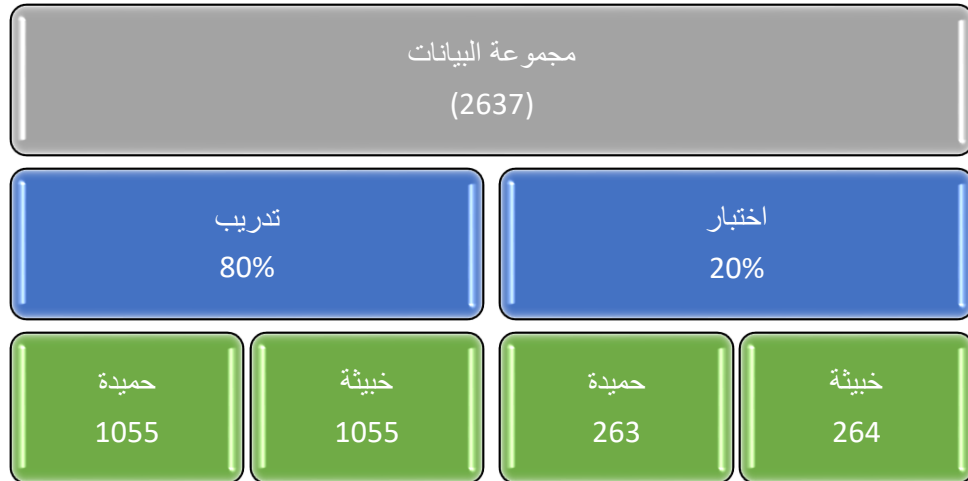 مجموعة البيانات
(2637)
اختبار
20%
تدريب
80%
خبيثة
264
حميدة
263
خبيثة
1055
حميدة
1055